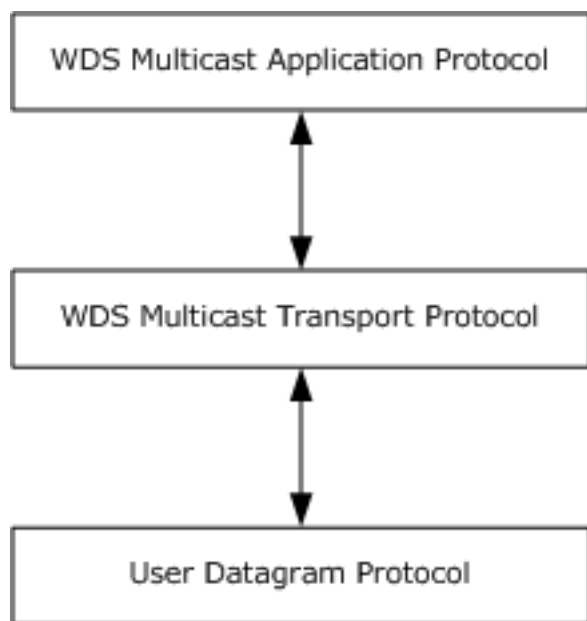 WDS Multicast Application Protocol
WDS Multicast Transport Protocol
User Datagram Protocol